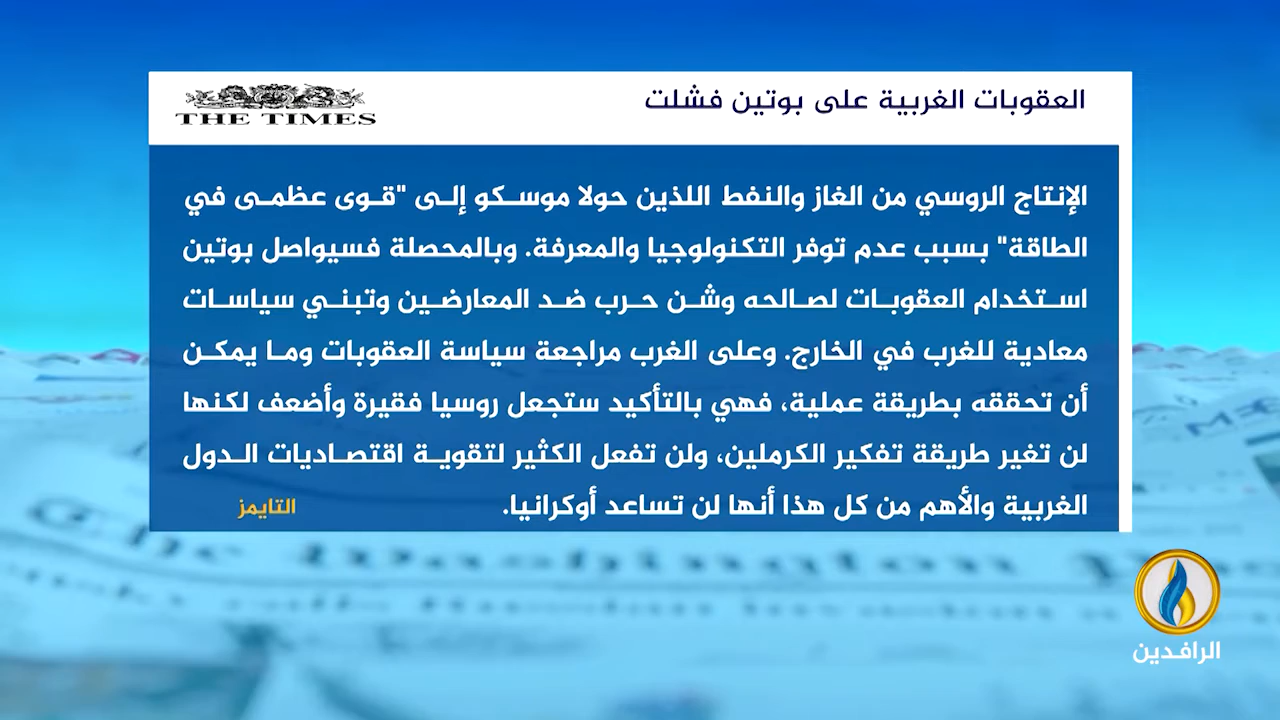 العقوبات الغربية على بوتين فشلت
THE TIMES
الإنتاج الروسي من الغاز والنفط اللذين حولا موسكو إلى "قوى عظمى في
الطاقة" بسبب عدم توفر التكنولوجيا والمعرفة. وبالمحصلة فسيواصل بوتين
استخدام العقوبات لصالحه وشن حرب ضد المعارضين وتبني سياسات
معادية للغرب في الخارج. وعلى الغرب مراجعة سياسة العقوبات وما يمكن
أن تحققه بطريقة عملية، فهي بالتأكيد ستجعل روسيا فقيرة وأضعف لكنها
لن تغير طريقة تفكير الكرملين، ولن تفعل الكثير لتقوية اقتصاديات الدول
الغربية والأهم من كل هذا أنها لن تساعد أوكرانيا.
التايمز
الرافدين